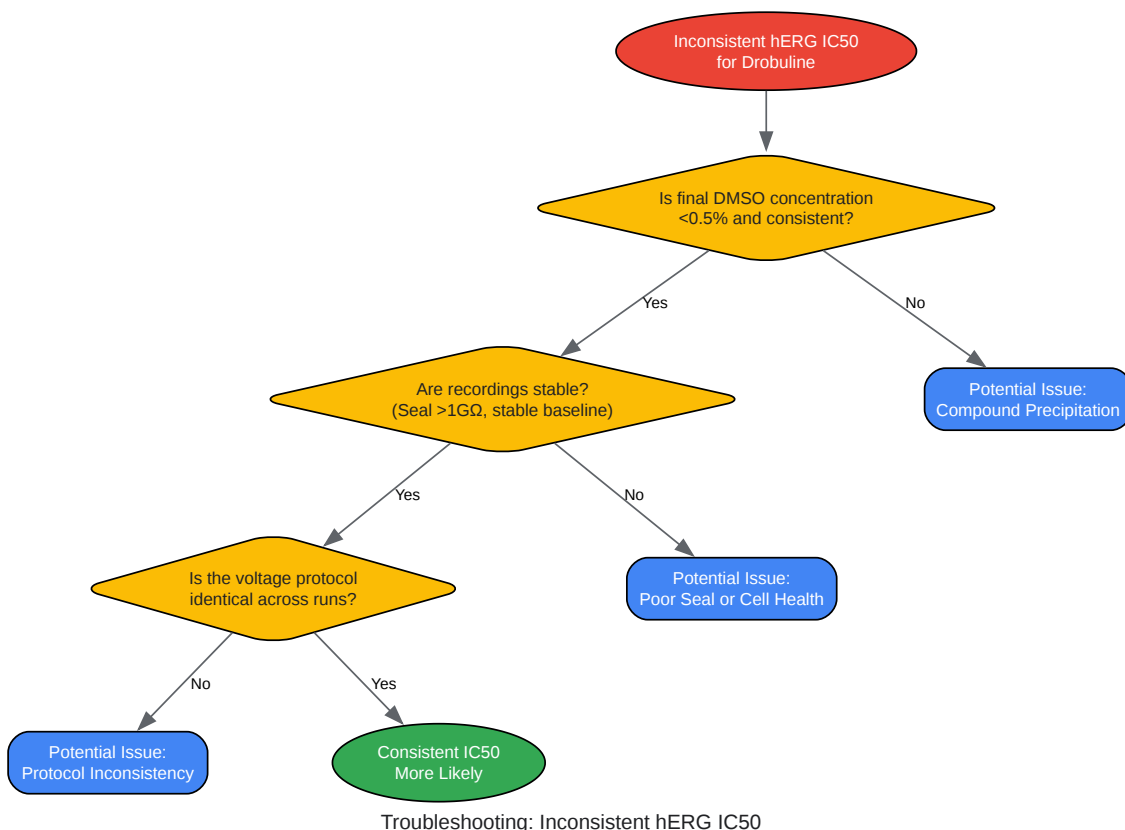 Inconsistent hERG IC50
for Drobuline
Is final DMSO concentration
<0.5% and consistent?
Yes
No
Are recordings stable?
(Seal >1GΩ, stable baseline)
Potential Issue:
Compound Precipitation
Yes
No
Is the voltage protocol
identical across runs?
Potential Issue:
Poor Seal or Cell Health
No
Yes
Potential Issue:
Protocol Inconsistency
Consistent IC50
More Likely
Troubleshooting: Inconsistent hERG IC50